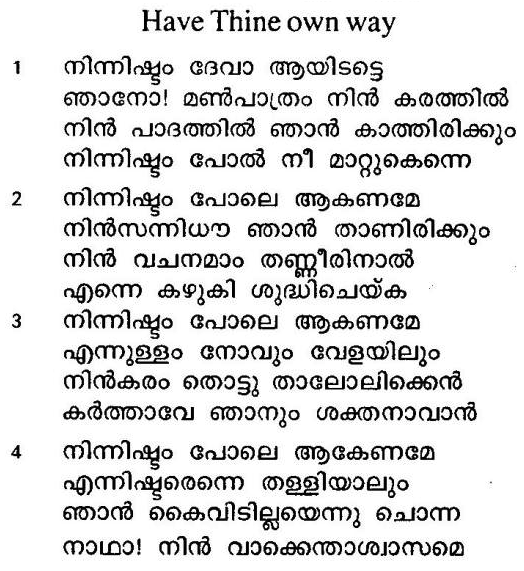 Have Thine own way
1 നിന്നിഷ്ടം ദേവാ ആയിടട്ടെ
ഞാനോ! മൺപാത്രം നിൻ കരത്തിൽ
നിൻ പാദത്തിൽ ഞാൻ കാത്തിരിക്കും
നിന്നിഷ്ടം പോൽ നീ മാറ്റുകെന്നെ
2 നിന്നിഷ്ടം പോലെ ആകണമേ
നിൻസന്നിധൗ ഞാൻ താണിരിക്കും
നിൻ വചനമാം തണ്ണീരിനാൽ
എന്നെ കഴുകി ശുദ്ധിചെയ്ക
3 നിന്നിഷ്ടം പോലെ ആകണമേ
എന്നുള്ളം നോവും വേളയിലും
നിൻകരം തൊട്ടു താലോലിക്കെൻ
കർത്താവേ ഞാനും ശക്തനാവാൻ
4 നിന്നിഷ്ടം പോലെ ആകേണമേ
എന്നിഷ്ടരെന്നെ തള്ളിയാലും
ഞാൻ കൈവിടില്ലയെന്നു ചൊന്ന
നാഥാ! നിൻ വാക്കെന്താശ്വാസമെ